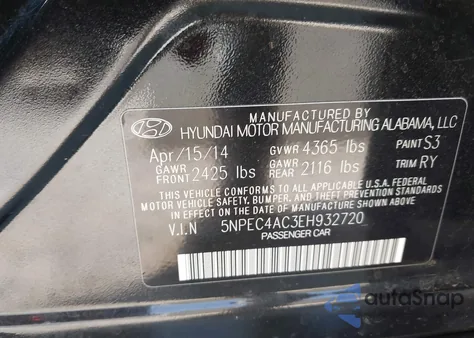 MANUFACTURED BY
HYUNDAI MOTOR MANUFACTURING ALABAMA, LLC
Apr/15/14 GVWR 4365 lbs PAINT S3
GAWR FRONT 2425 lbs GAWR REAR 2116 lbs TRIM RY
THIS VEHICLE CONFORMS TO ALL APPLICABLE U.S.A. FEDERAL
MOTOR VEHICLE SAFETY, BUMPER, AND THEFT PREVENTION STANDARDS
IN EFFECT ON THE DATE OF MANUFACTURE SHOWN ABOVE.
V.I.N 5NPEC4AC3EH932720
PASSENGER CAR
autoSnap